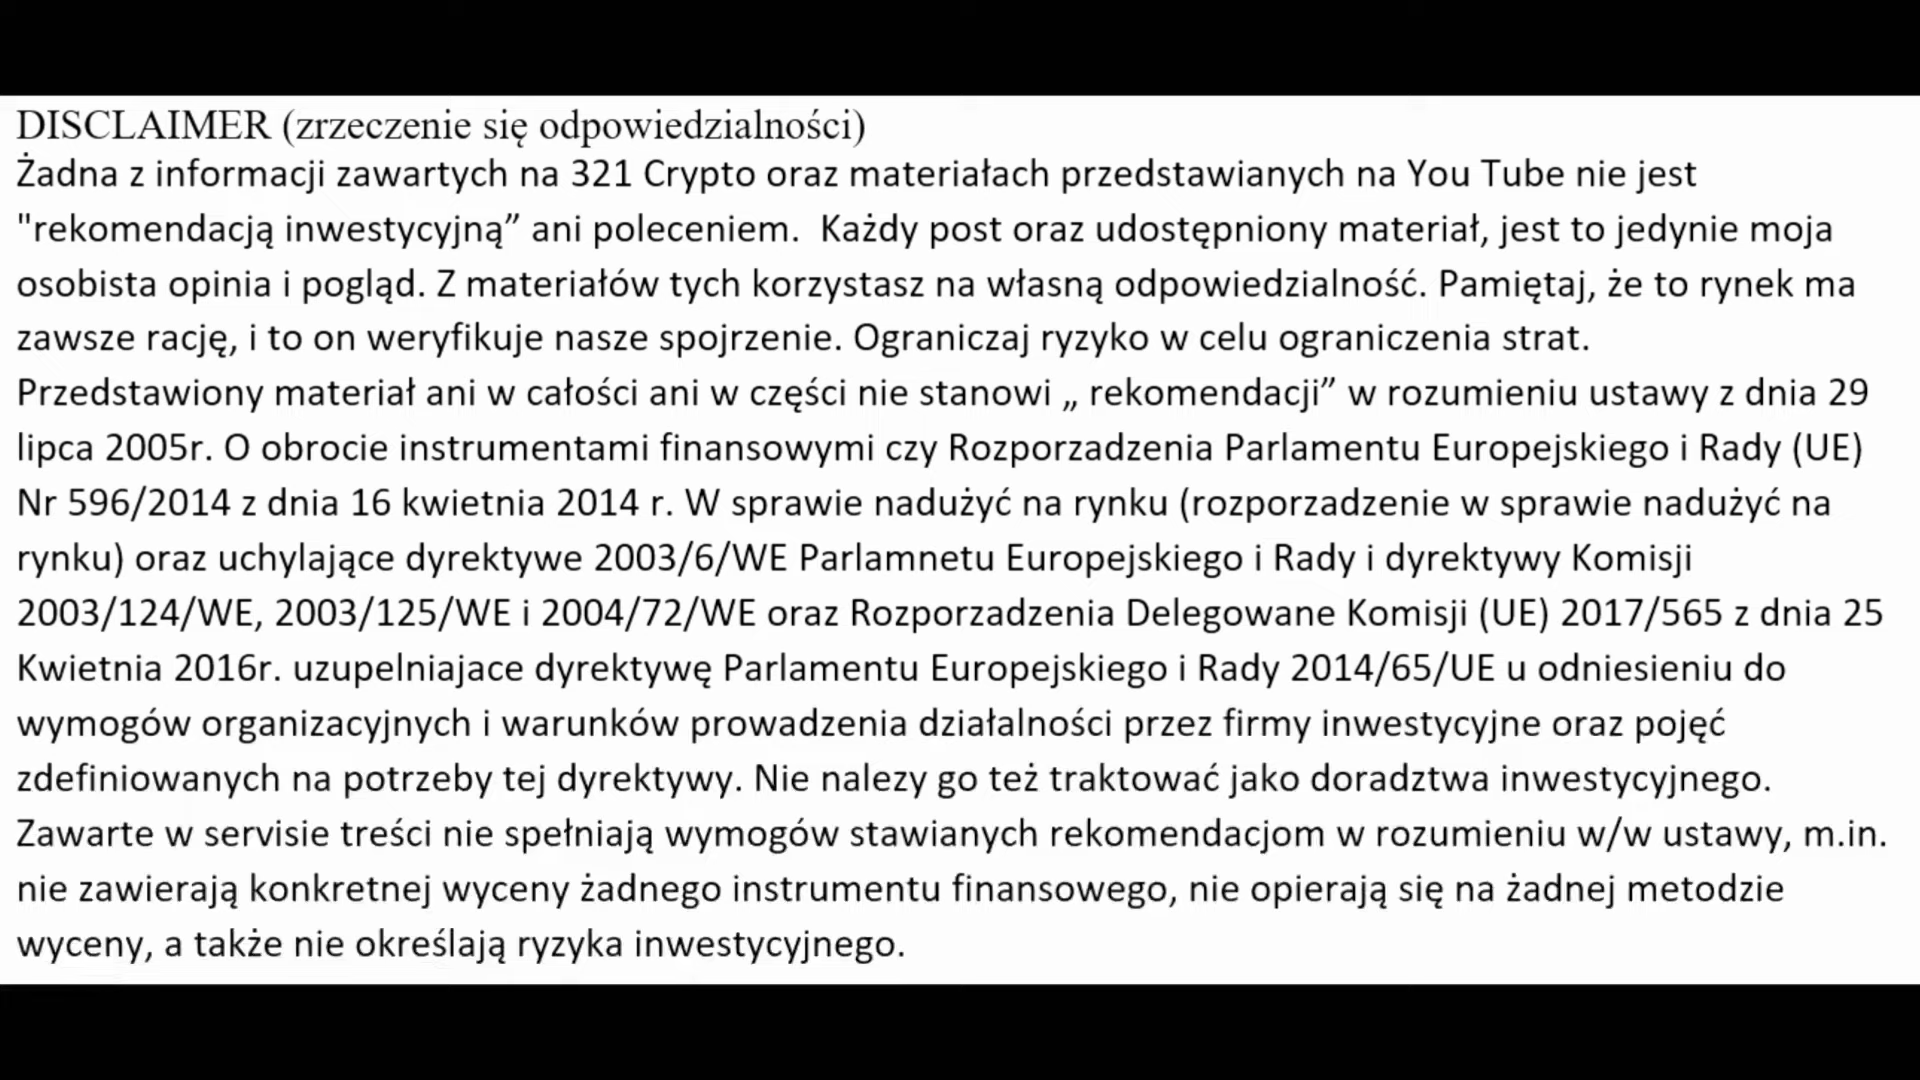 DISCLAIMER (zrzeczenie się odpowiedzialności)
Żadna z informacji zawartych na 321 Crypto oraz materiałach przedstawianych na You Tube nie jest
"rekomendacją inwestycyjną” ani poleceniem.  Każdy post oraz udostępniony materiał, jest to jedynie moja
osobista opinia i pogląd. Z materiałów tych korzystasz na własną odpowiedzialność. Pamiętaj, że to rynek ma
zawsze rację, i to on weryfikuje nasze spojrzenie. Ograniczaj ryzyko w celu ograniczenia strat.
Przedstawiony materiał ani w całości ani w części nie stanowi „ rekomendacji” w rozumieniu ustawy z dnia 29
lipca 2005r. O obrocie instrumentami finansowymi czy Rozporzadzenia Parlamentu Europejskiego i Rady (UE)
Nr 596/2014 z dnia 16 kwietnia 2014 r. W sprawie nadużyć na rynku (rozporzadzenie w sprawie nadużyć na
rynku) oraz uchylające dyrektywe 2003/6/WE Parlamnetu Europejskiego i Rady i dyrektywy Komisji
2003/124/WE, 2003/125/WE i 2004/72/WE oraz Rozporzadzenia Delegowane Komisji (UE) 2017/565 z dnia 25
Kwietnia 2016r. uzupelniajace dyrektywę Parlamentu Europejskiego i Rady 2014/65/UE u odniesieniu do
wymogów organizacyjnych i warunków prowadzenia działalności przez firmy inwestycyjne oraz pojęć
zdefiniowanych na potrzeby tej dyrektywy. Nie nalezy go też traktować jako doradztwa inwestycyjnego.
Zawarte w servisie treści nie spełniają wymogów stawianych rekomendacjom w rozumieniu w/w ustawy, m.in.
nie zawierają konkretnej wyceny żadnego instrumentu finansowego, nie opierają się na żadnej metodzie
wyceny, a także nie określają ryzyka inwestycyjnego.